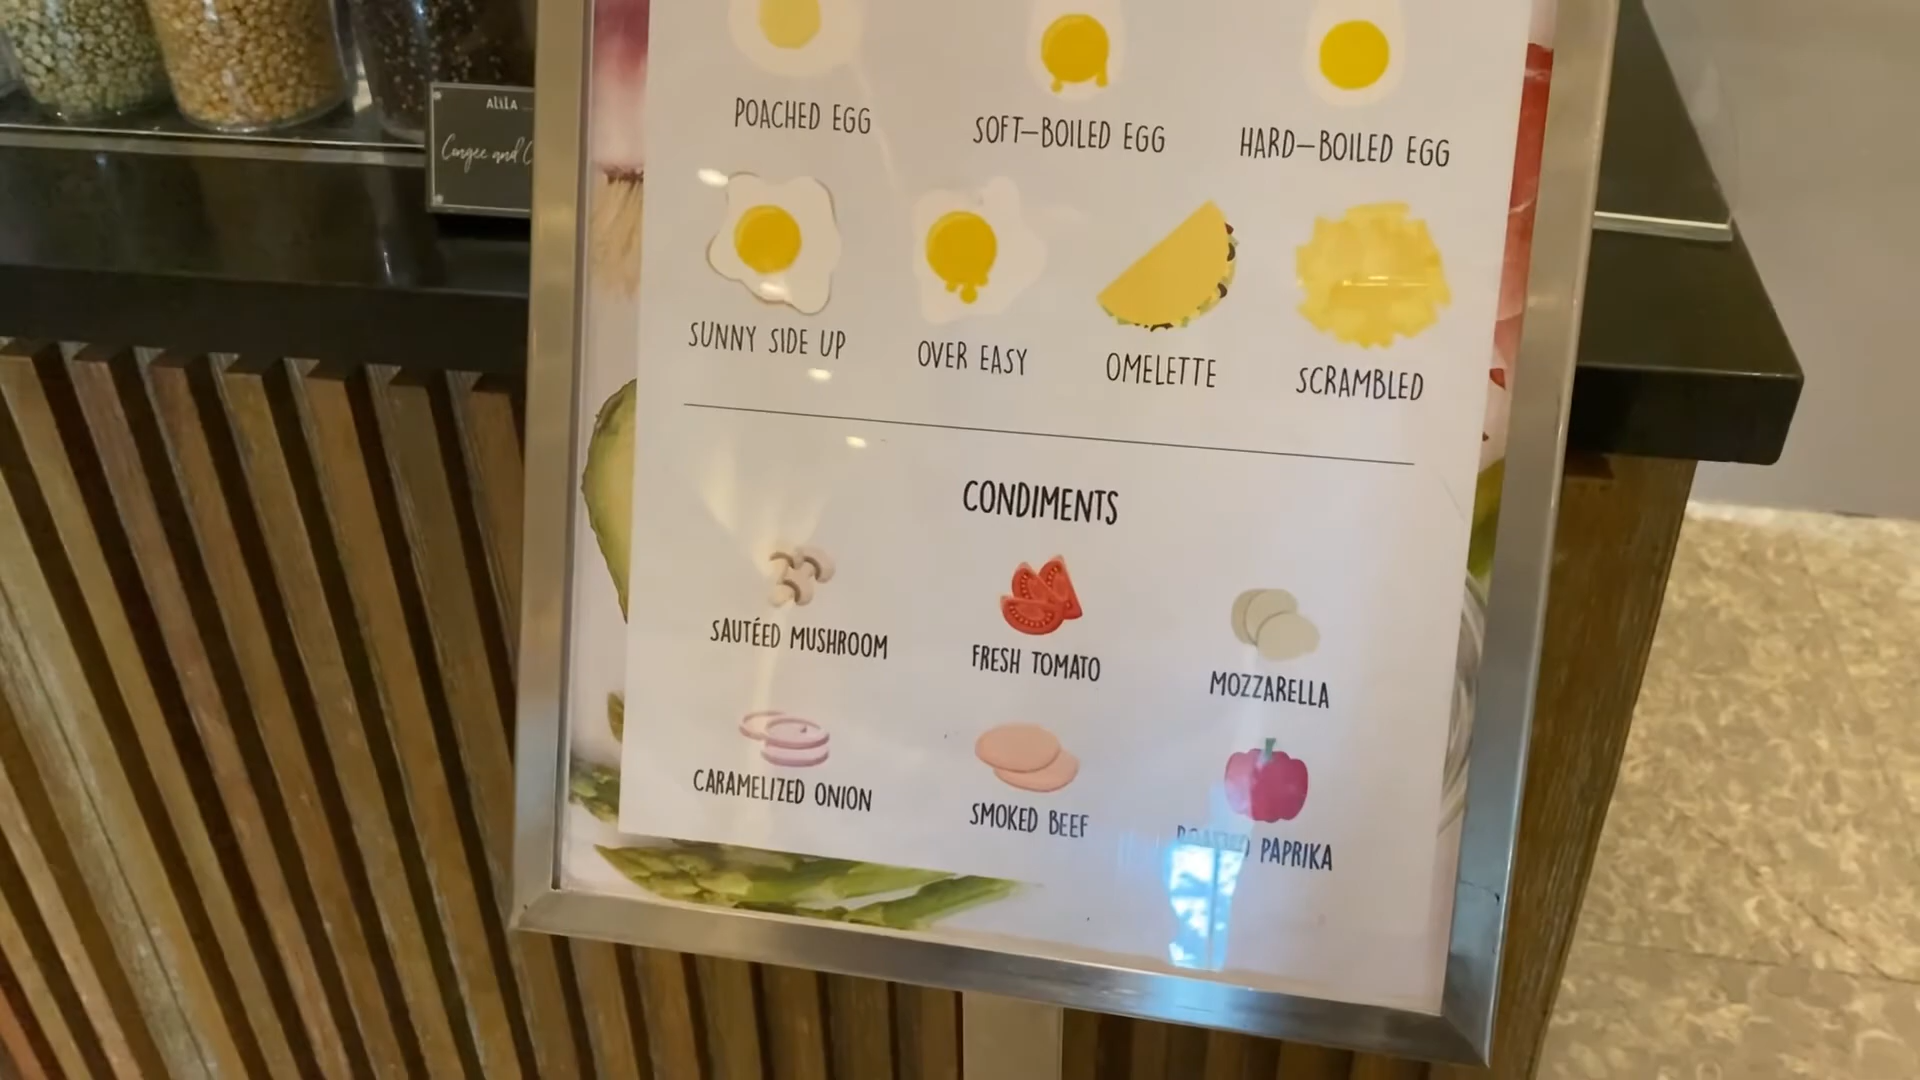 ALILA
Congee and
POACHED EGG
SOFT-BOILED EGG
HARD-BOILED EGG
SUNNY SIDE UP
OVER EASY
OMELETTE
SCRAMBLED
CONDIMENTS
SAUTÉED MUSHROOM
FRESH TOMATO
MOZZARELLA
CARAMELIZED ONION
SMOKED BEEF
PAPRIKA